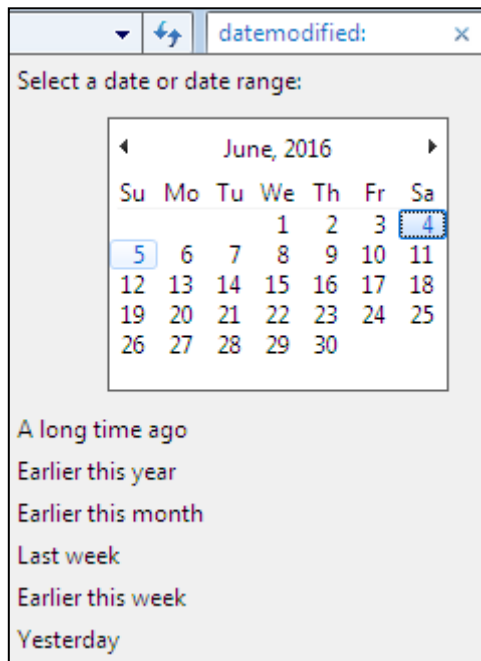 datemodified:
Select a date or date range:
June, 2016
Su Mo Tu We Th Fr Sa
1 2 3 4
5 6 7 8 9 10 11
12 13 14 15 16 17 18
19 20 21 22 23 24 25
26 27 28 29 30
A long time ago
Earlier this year
Earlier this month
Last week
Earlier this week
Yesterday